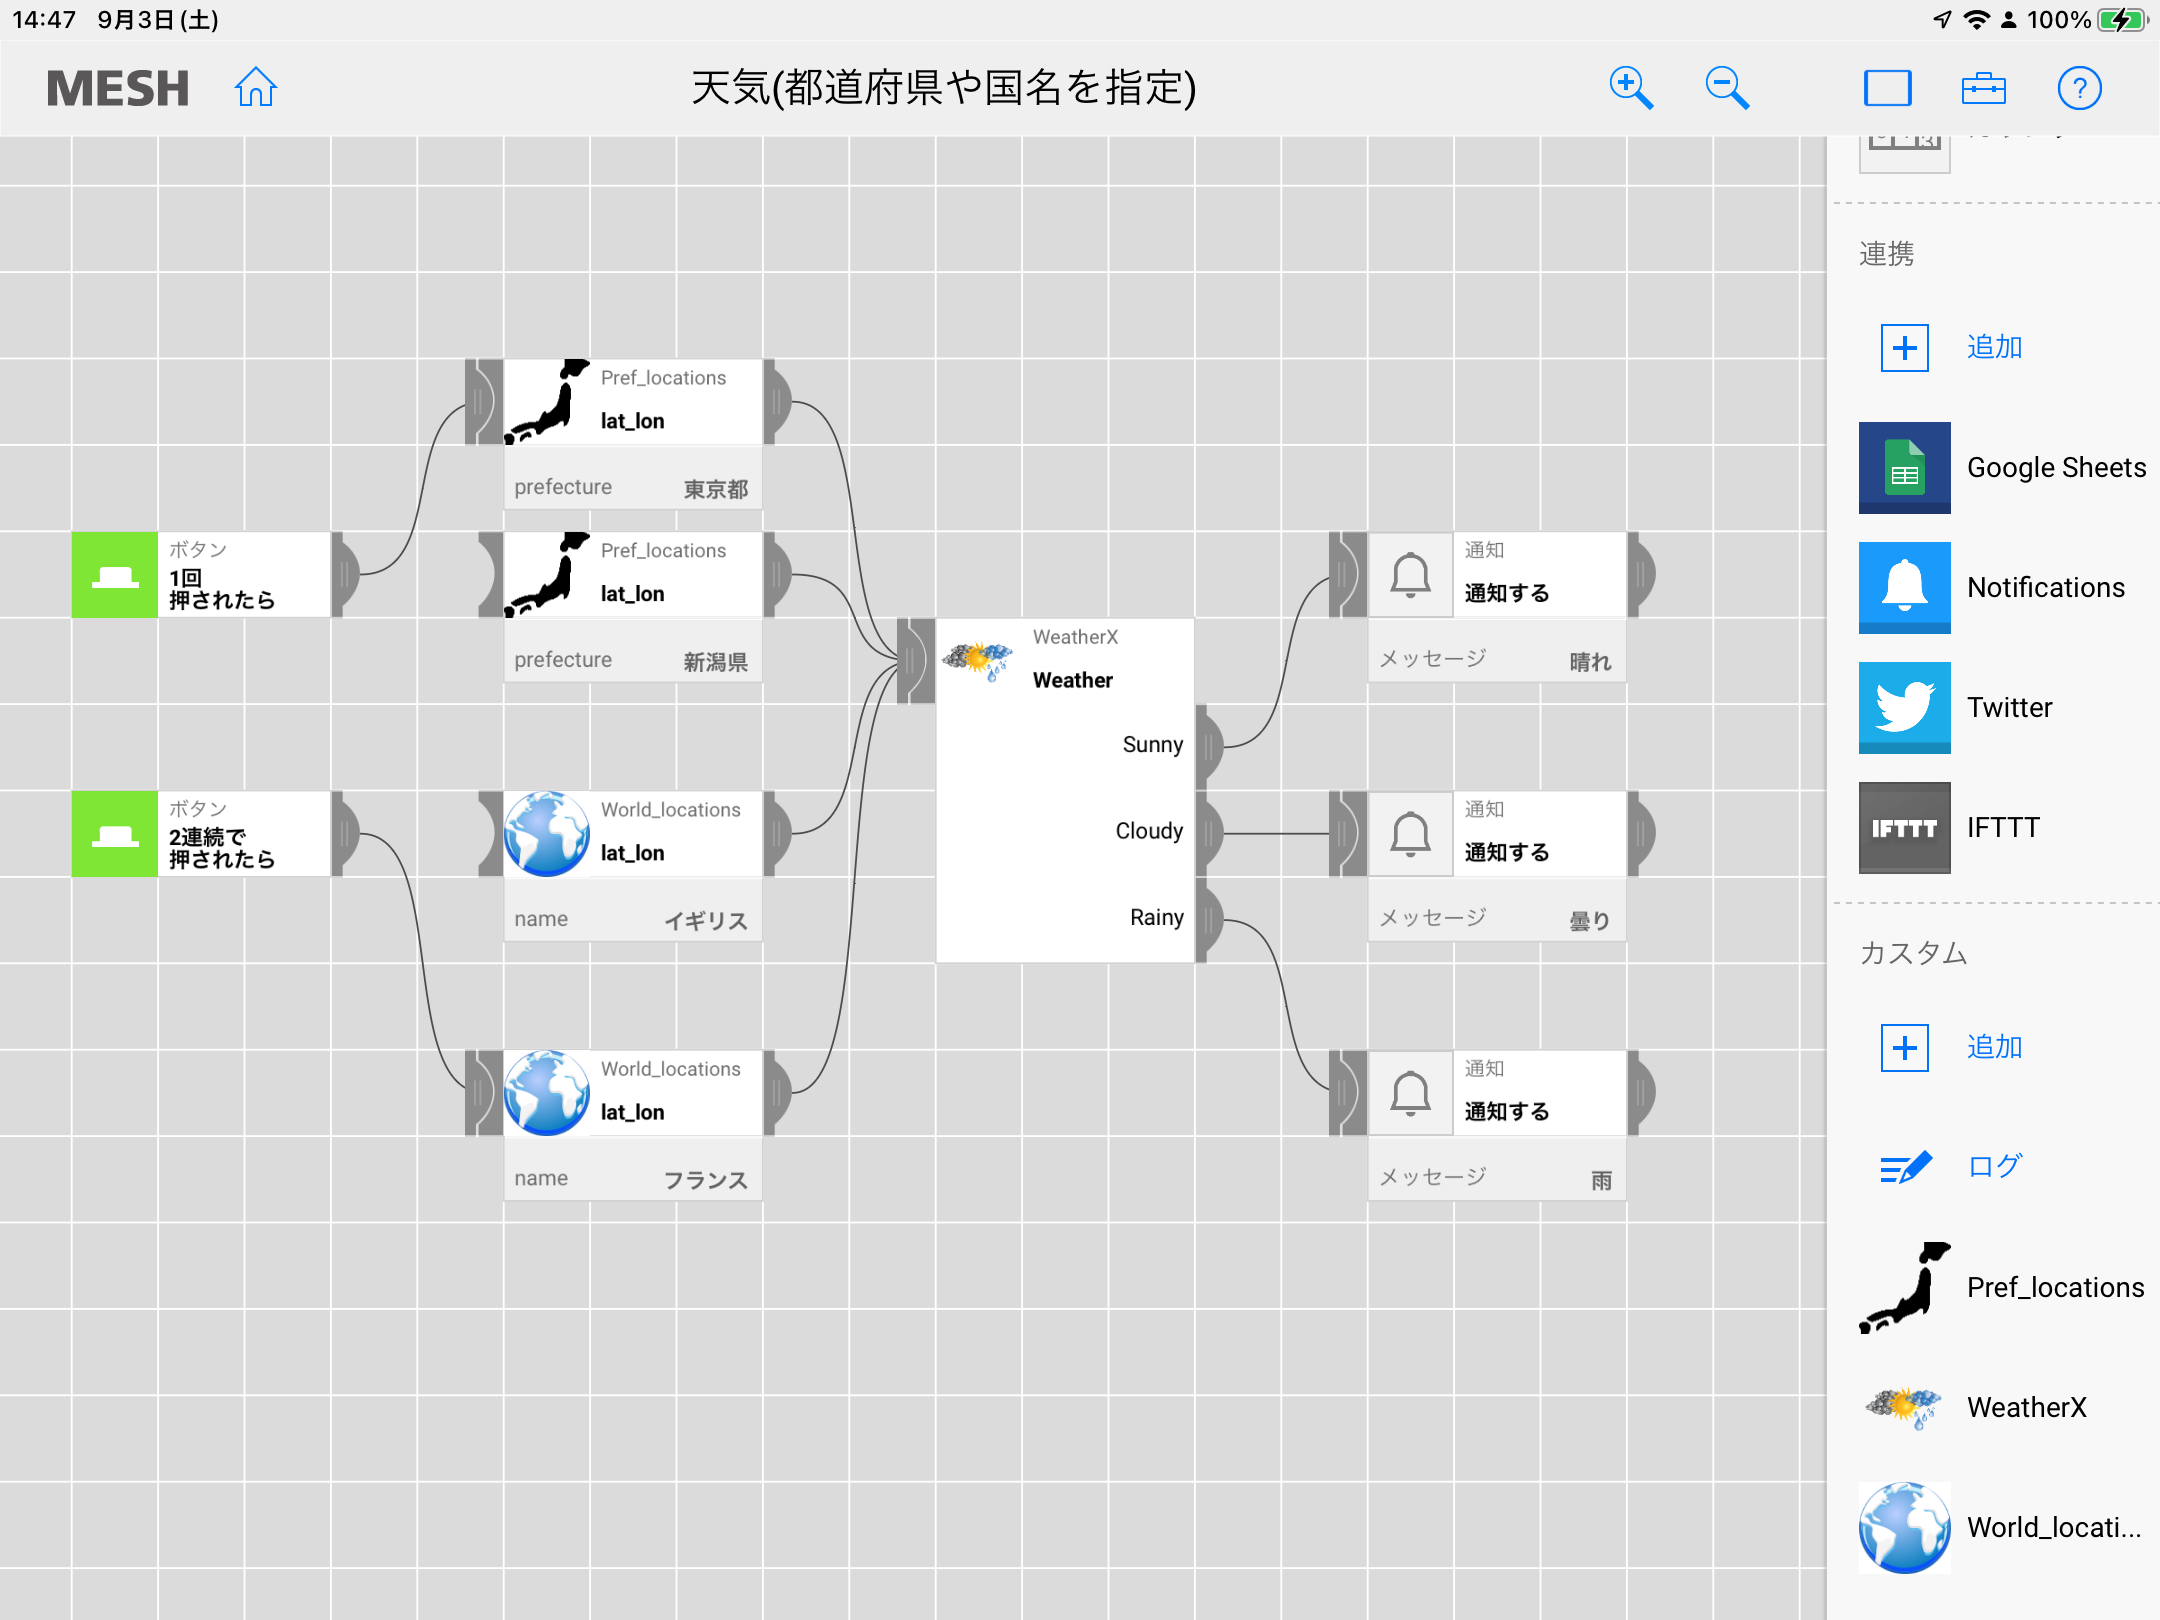 14:47 9月3日(土)
100%
MESH
天気(都道府県や国名を指定)
Pref_locations
lat_lon
prefecture 東京都
ボタン
1回
押されたら
Pref_locations
lat_lon
prefecture 新潟県
ボタン
2連続で
押されたら
World_locations
lat_lon
name イギリス
World_locations
lat_lon
name フランス
WeatherX
Weather
Sunny
Cloudy
Rainy
通知
通知する
メッセージ 晴れ
通知
通知する
メッセージ 曇り
通知
通知する
メッセージ 雨
連携
追加
Google Sheets
Notifications
Twitter
IFTTT IFTTT
カスタム
追加
ログ
Pref_locations
WeatherX
World_locati...